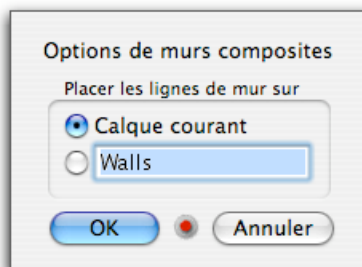 Options de murs composites
Placer les lignes de mur sur
Calque courant
Walls
OK Annuler